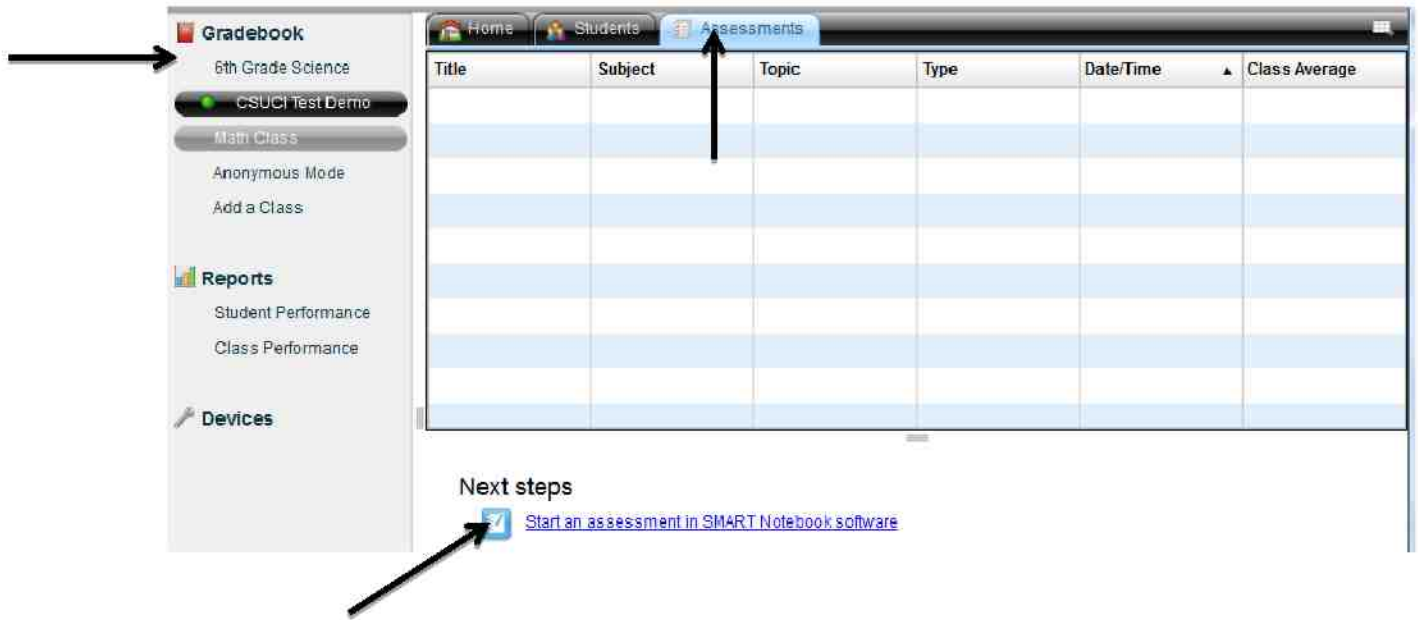 Gradebook
6th Grade Science
CSUCI Test Demo
Math Class
Anonymous Mode
Add a Class
Reports
Student Performance
Class Performance
Devices
Home Students Assessments
Title Subject Topic Type Date/Time Class Average
Next steps
Start an assessment in SMART Notebook software